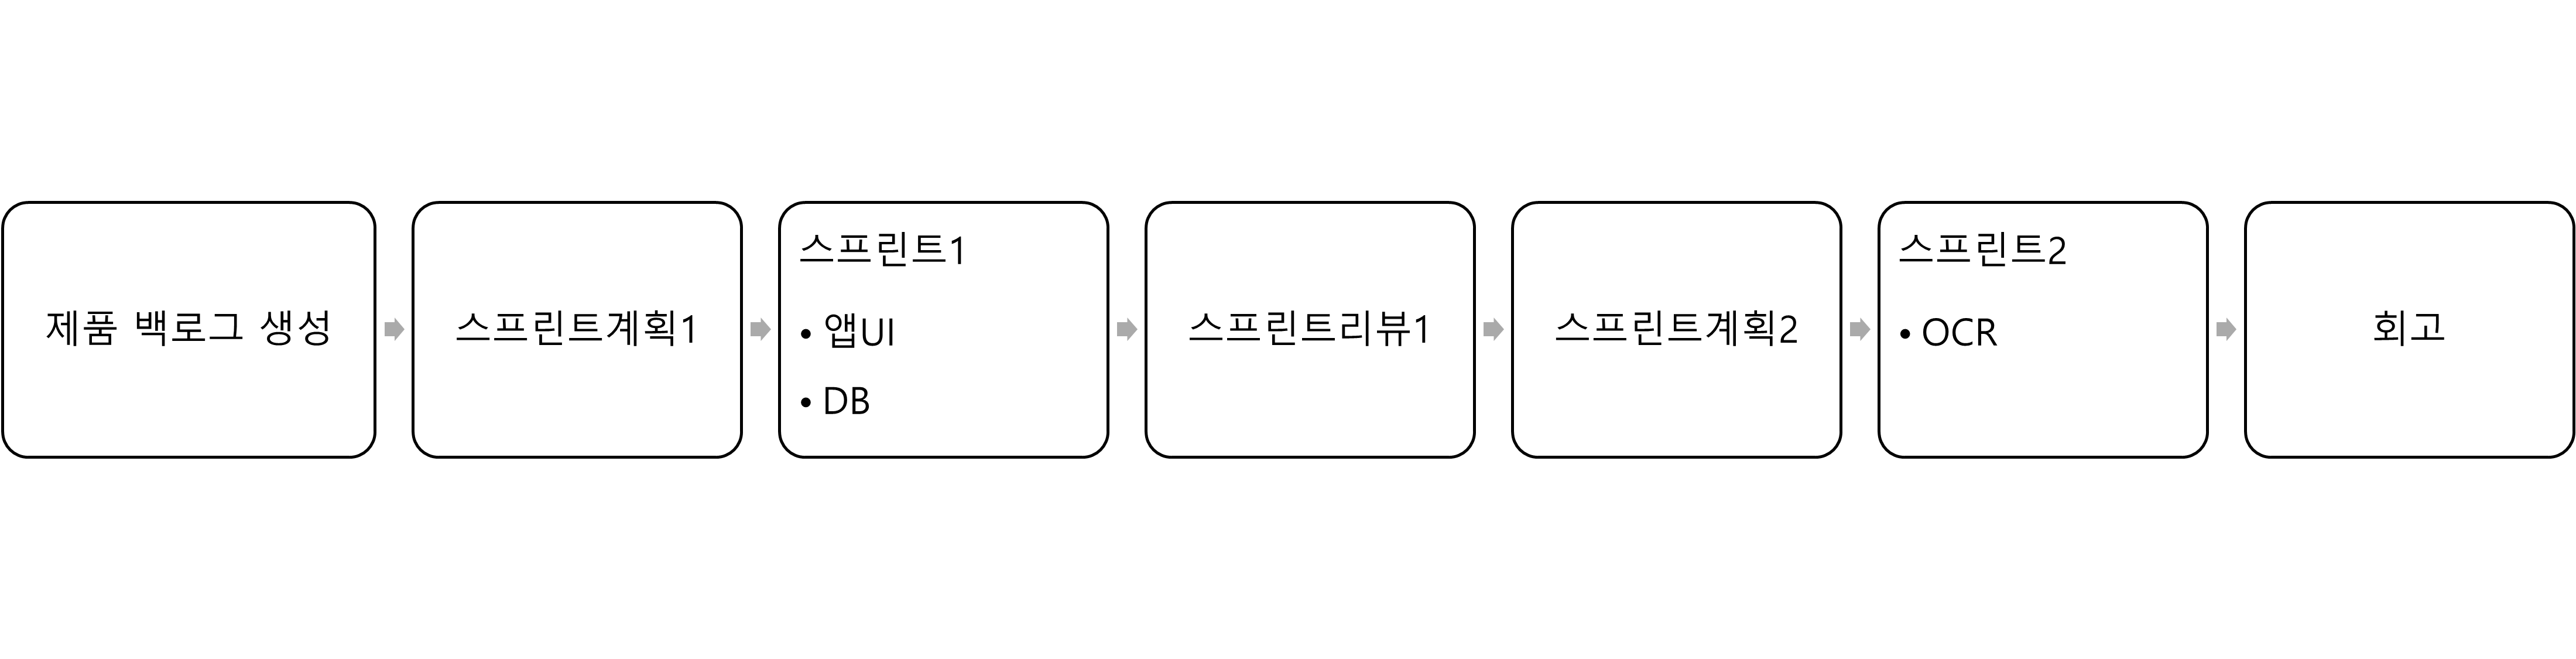 제품 백로그 생성
스프린트계획1
스프린트1
• 앱UI
• DB
스프린트리뷰1
스프린트계획2
스프린트2
• OCR
회고